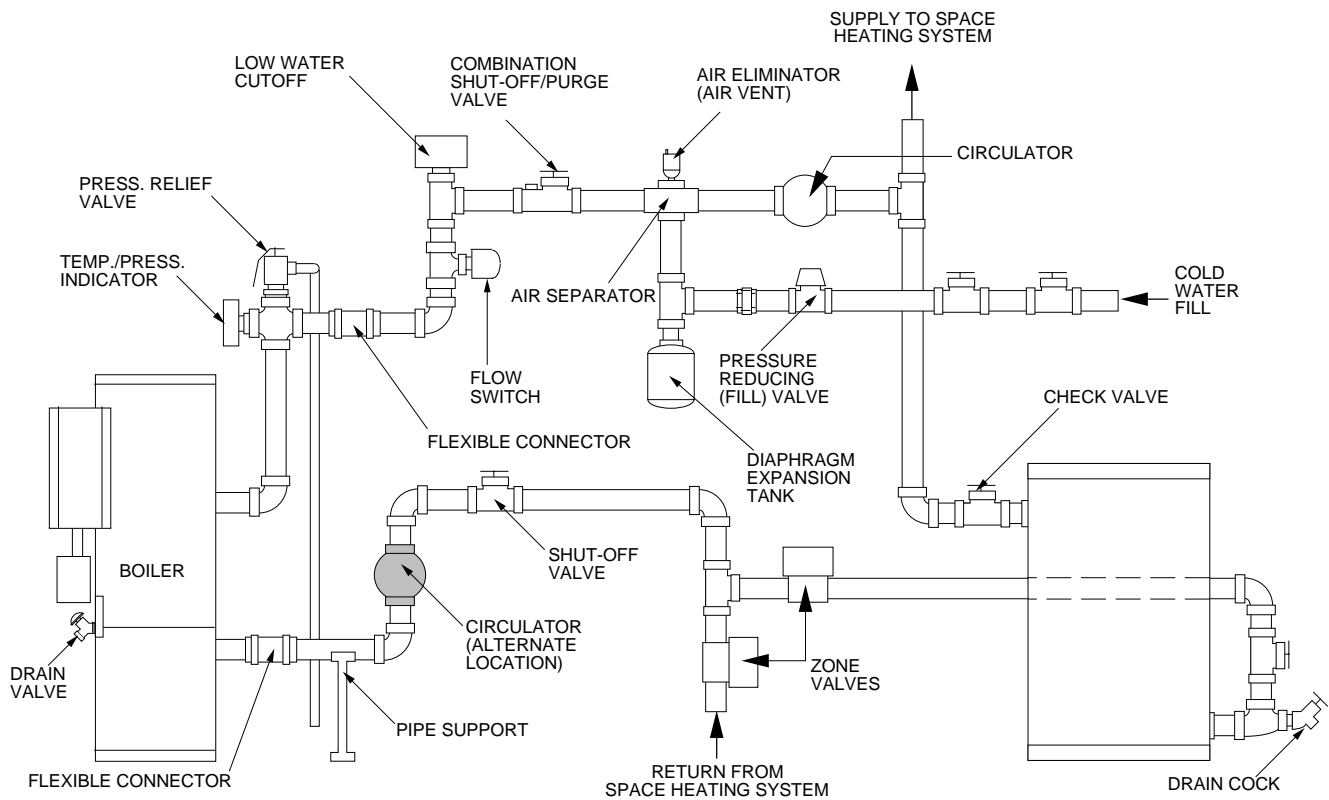 SUPPLY TO SPACE
HEATING SYSTEM
LOW WATER
CUTOFF
COMBINATION
SHUT-OFF/PURGE
VALVE
AIR ELIMINATOR
(AIR VENT)
CIRCULATOR
PRESS. RELIEF
VALVE
TEMP./PRESS.
INDICATOR
AIR SEPARATOR
COLD
WATER
FILL
FLOW
SWITCH
PRESSURE
REDUCING
(FILL) VALVE
CHECK VALVE
FLEXIBLE CONNECTOR
DIAPHRAGM
EXPANSION
TANK
BOILER
SHUT-OFF
VALVE
CIRCULATOR
(ALTERNATE
LOCATION)
ZONE
VALVES
DRAIN
VALVE
PIPE SUPPORT
FLEXIBLE CONNECTOR
RETURN FROM
SPACE HEATING SYSTEM
DRAIN COCK